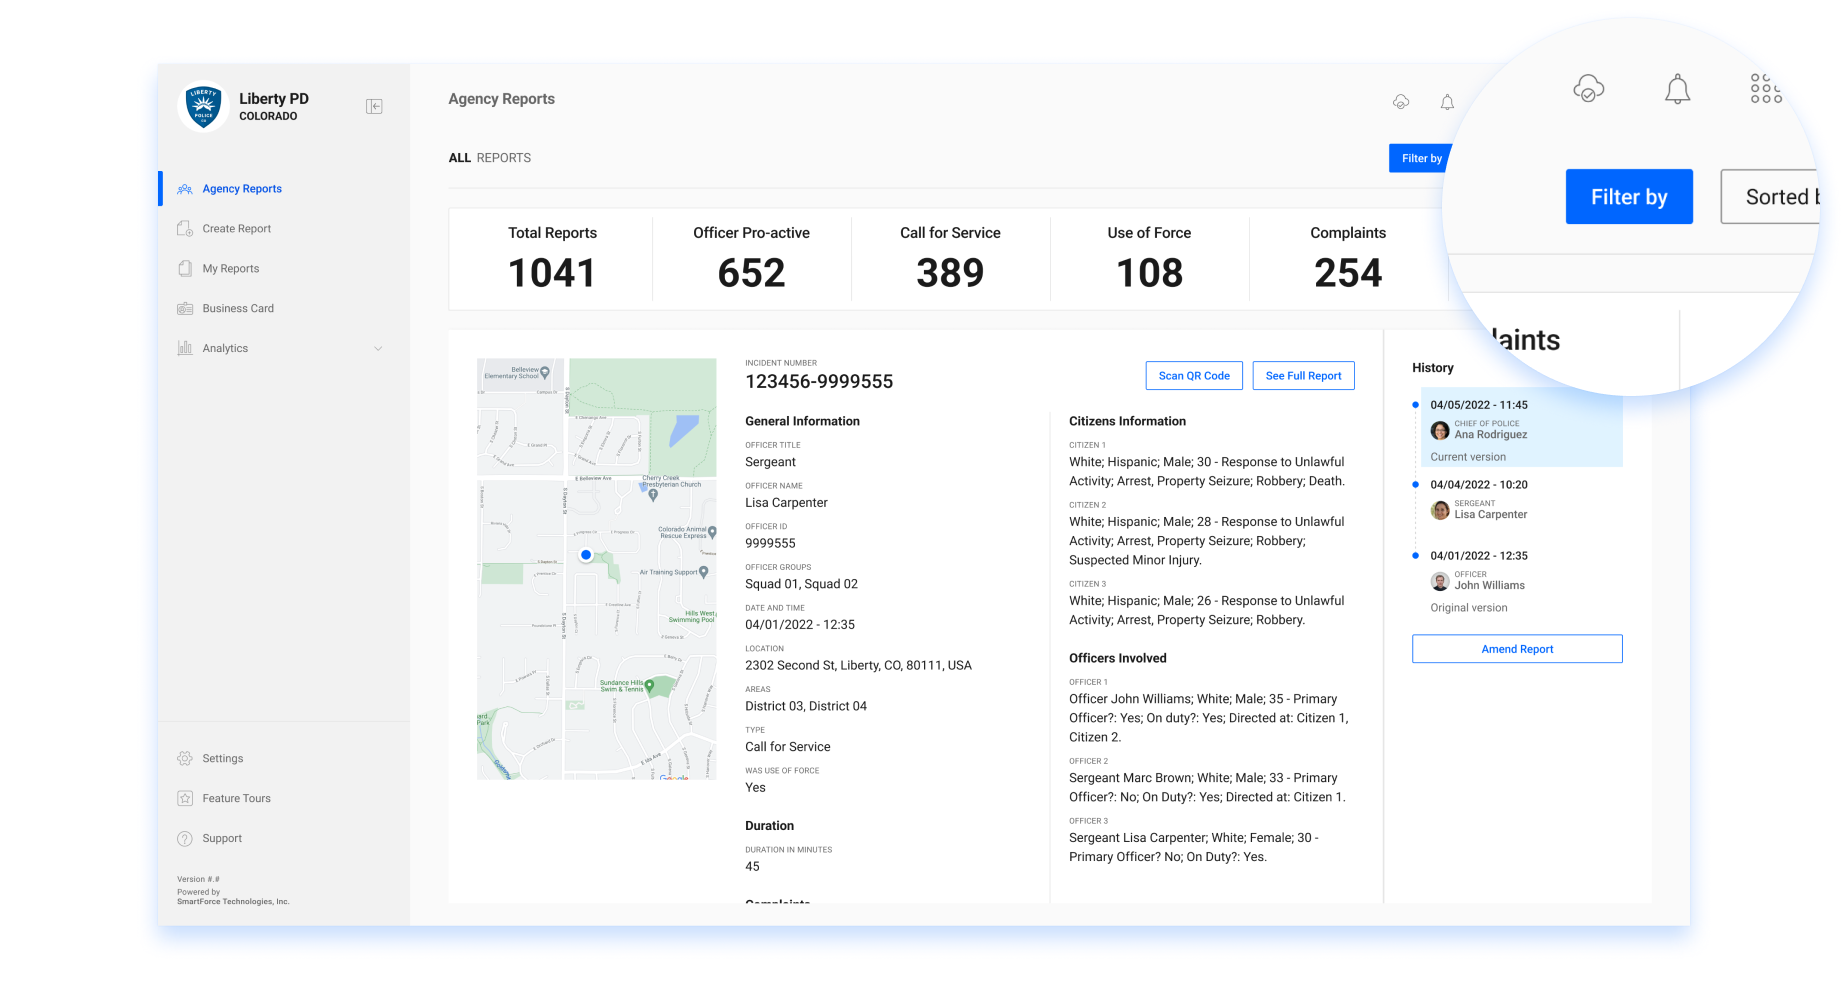 LIBERTY
POLICE
CO
Liberty PD
COLORADO
Agency Reports
Create Report
My Reports
Business Card
Analytics
Settings
Feature Tours
Support
Version #.#
Powered by
SmartForce Technologies, Inc.
Agency Reports
ALL REPORTS
Filter by
Filter by
Sorted
Total Reports
1041
Officer Pro-active
652
Call for Service
389
Use of Force
108
Complaints
254
aints
Belleview
Elementary School
E Belleview Ave
Cherry Creek
Presbyterian Church
S Dayton St
Colorado Animal
Rescue Express
Air Training Support
Hills West
Swimming Pool
S Dayton St
Sundance Hills
Swim & Tennis
Park
Google
INCIDENT NUMBER
123456-9999555
Scan QR Code
See Full Report
General Information
OFFICER TITLE
Sergeant
OFFICER NAME
Lisa Carpenter
OFFICER ID
9999555
OFFICER GROUPS
Squad 01, Squad 02
DATE AND TIME
04/01/2022 - 12:35
LOCATION
2302 Second St, Liberty, CO, 80111, USA
AREAS
District 03, District 04
TYPE
Call for Service
WAS USE OF FORCE
Yes
Duration
DURATION IN MINUTES
45
Complaints
Citizens Information
CITIZEN 1
White; Hispanic; Male; 30 - Response to Unlawful
Activity; Arrest, Property Seizure; Robbery; Death.
CITIZEN 2
White; Hispanic; Male; 28 - Response to Unlawful
Activity; Arrest, Property Seizure; Robbery;
Suspected Minor Injury.
CITIZEN 3
White; Hispanic; Male; 26 - Response to Unlawful
Activity; Arrest, Property Seizure; Robbery.
Officers Involved
OFFICER 1
Officer John Williams; White; Male; 35 - Primary
Officer?: Yes; On duty?: Yes; Directed at: Citizen 1,
Citizen 2.
OFFICER 2
Sergeant Marc Brown; White; Male; 33 - Primary
Officer?: No; On Duty?: Yes; Directed at: Citizen 1.
OFFICER 3
Sergeant Lisa Carpenter; White; Female; 30 -
Primary Officer? No; On Duty?: Yes.
History
04/05/2022 - 11:45
CHIEF OF POLICE
Ana Rodriguez
Current version
04/04/2022 - 10:20
SERGEANT
Lisa Carpenter
04/01/2022 - 12:35
OFFICER
John Williams
Original version
Amend Report